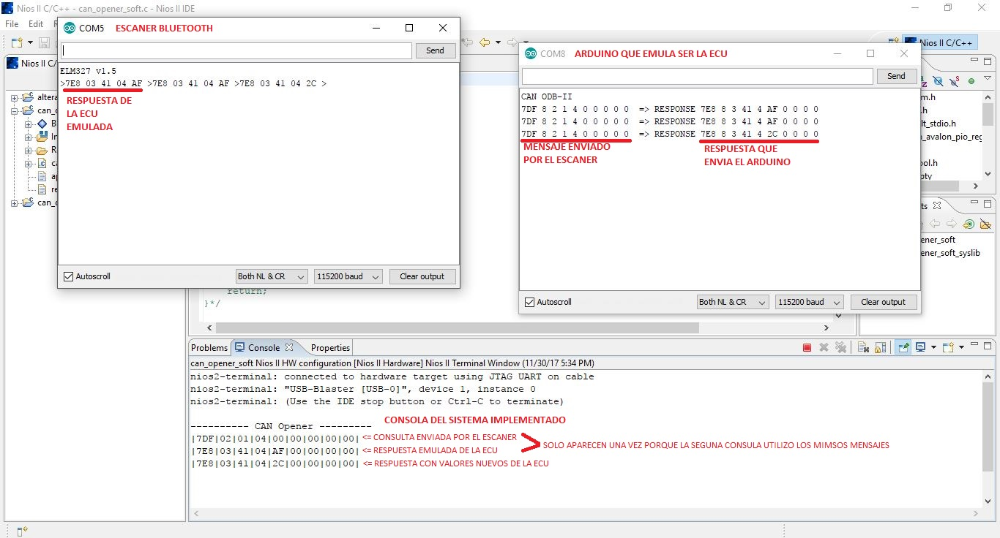 Nios II C/C++ - can_opener_soft.c - Nios II IDE
File Edit
Nios II C/C++
COM5 ESCANER BLUETOOTH
Send
ELM327 v1.5
>7E8 03 41 04 AF >7E8 03 41 04 AF >7E8 03 41 04 2C >
RESPUESTA DE
LA ECU
EMULADA
Autoscroll
Both NL & CR
115200 baud
Clear output
COM8 ARDUINO QUE EMULA SER LA ECU
Send
CAN ODB-II
7DF 8 2 1 4 0 0 0 0 0 => RESPONSE 7E8 8 3 41 4 AF 0 0 0 0
7DF 8 2 1 4 0 0 0 0 0 => RESPONSE 7E8 8 3 41 4 AF 0 0 0 0
7DF 8 2 1 4 0 0 0 0 0 => RESPONSE 7E8 8 3 41 4 2C 0 0 0 0
MENSAJE ENVIADO
POR EL ESCANER
RESPUESTA QUE
ENVIA EL ARDUINO
Autoscroll
Both NL & CR
115200 baud
Clear output
Nios II C
altera
can_o
B
In
R
ca
ap
re
can_o
m.h
.h
lt_stdio.h
_avalon_pio_reg
ool.h
pty
ts
ener_soft
ener_soft_syslib
return;
}*/
Problems Console Properties
can_opener_soft Nios II HW configuration [Nios II Hardware] Nios II Terminal Window (11/30/17 5:34 PM)
nios2-terminal: connected to hardware target using JTAG UART on cable
nios2-terminal: "USB-Blaster [USB-0]", device 1, instance 0
nios2-terminal: (Use the IDE stop button or Ctrl-C to terminate)
CONSOLA DEL SISTEMA IMPLEMENTADO
---------- CAN Opener ---------
|7DF|02|01|04|00|00|00|00|00| <= CONSULTA ENVIADA POR EL ESCANER
SOLO APARECEN UNA VEZ PORQUE LA SEGUNA CONSULA UTILIZO LOS MIMSOS MENSAJES
|7E8|03|41|04|AF|00|00|00|00| <= RESPUESTA EMULADA DE LA ECU
|7E8|03|41|04|2C|00|00|00|00| <= RESPUESTA CON VALORES NUEVOS DE LA ECU